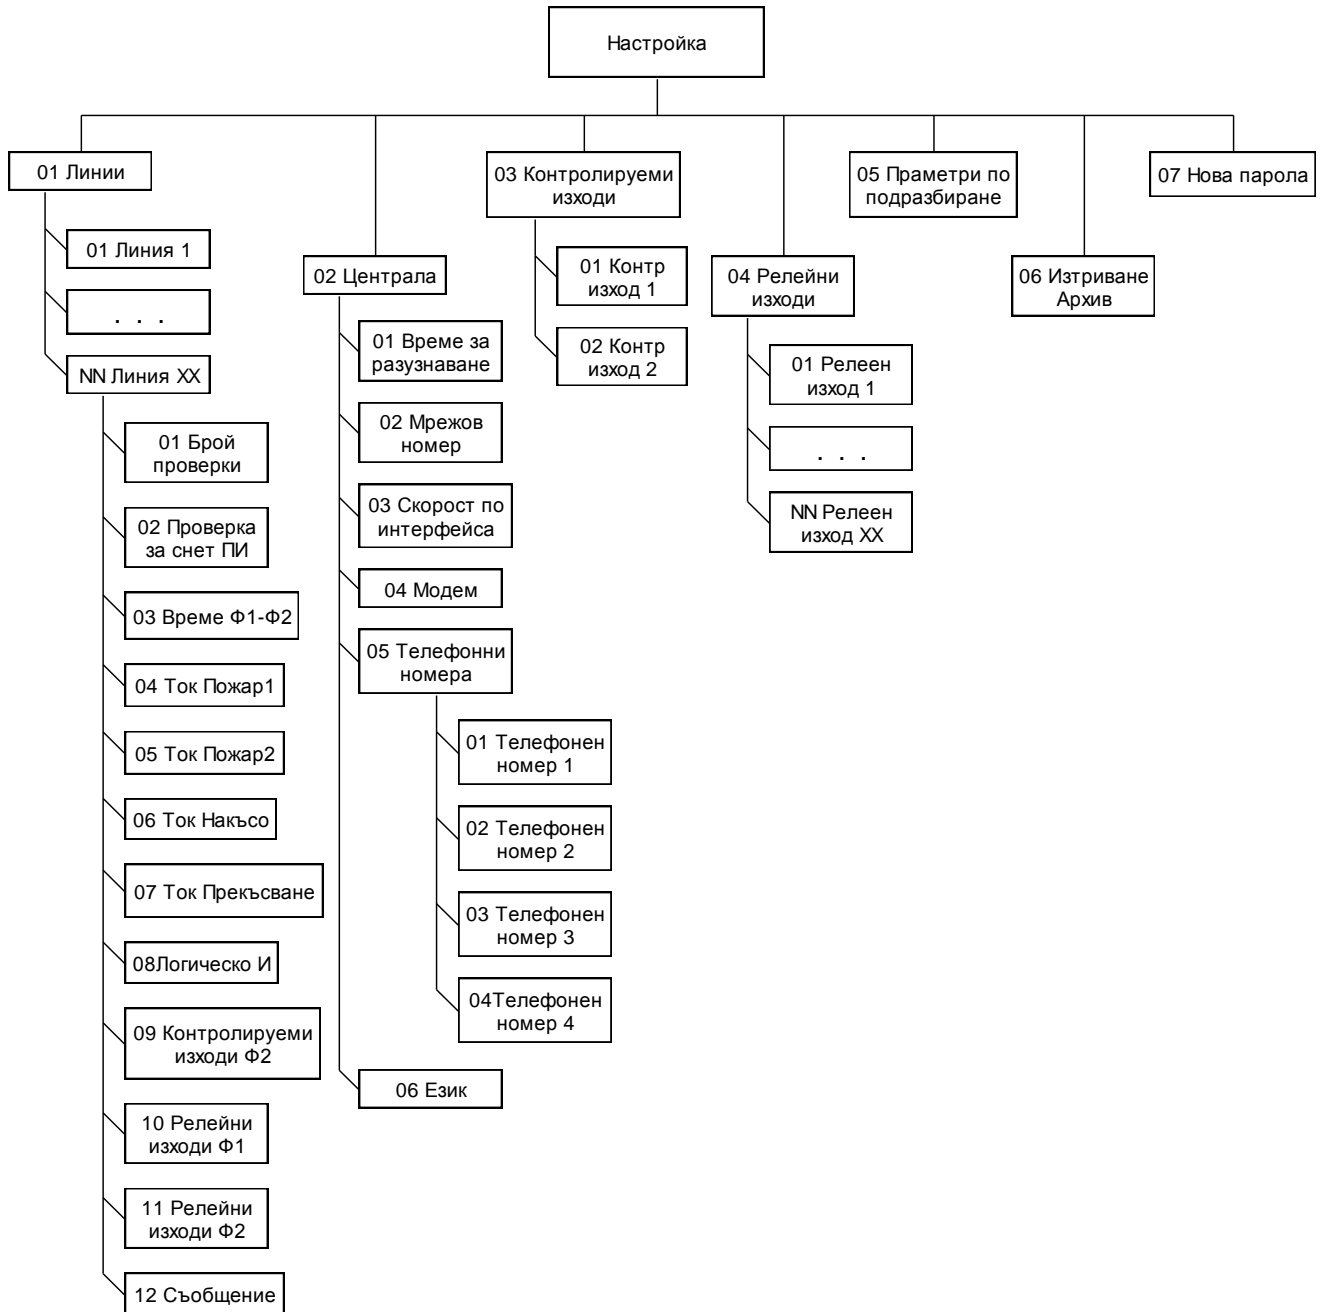 Настройка
01 Линии
01 Линия 1
. . .
NN Линия XX
01 Брой
проверки
02 Проверка
за снет ПИ
03 Време Ф1-Ф2
04 Ток Пожар1
05 Ток Пожар2
06 Ток Накъсо
07 Ток Прекъсване
08Логическо И
09 Контролируеми
изходи Ф2
10 Релейни
изходи Ф1
11 Релейни
изходи Ф2
12 Съобщение
02 Централа
01 Време за
разузнаване
02 Мрежов
номер
03 Скорост по
интерфейса
04 Модем
05 Телефонни
номера
01 Телефонен
номер 1
02 Телефонен
номер 2
03 Телефонен
номер 3
04Телефонен
номер 4
06 Език
03 Контролируеми
изходи
01 Контр
изход 1
02 Контр
изход 2
04 Релейни
изходи
01 Релеен
изход 1
. . .
NN Релеен
изход XX
05 Праметри по
подразбиране
06 Изтриване
Архив
07 Нова парола